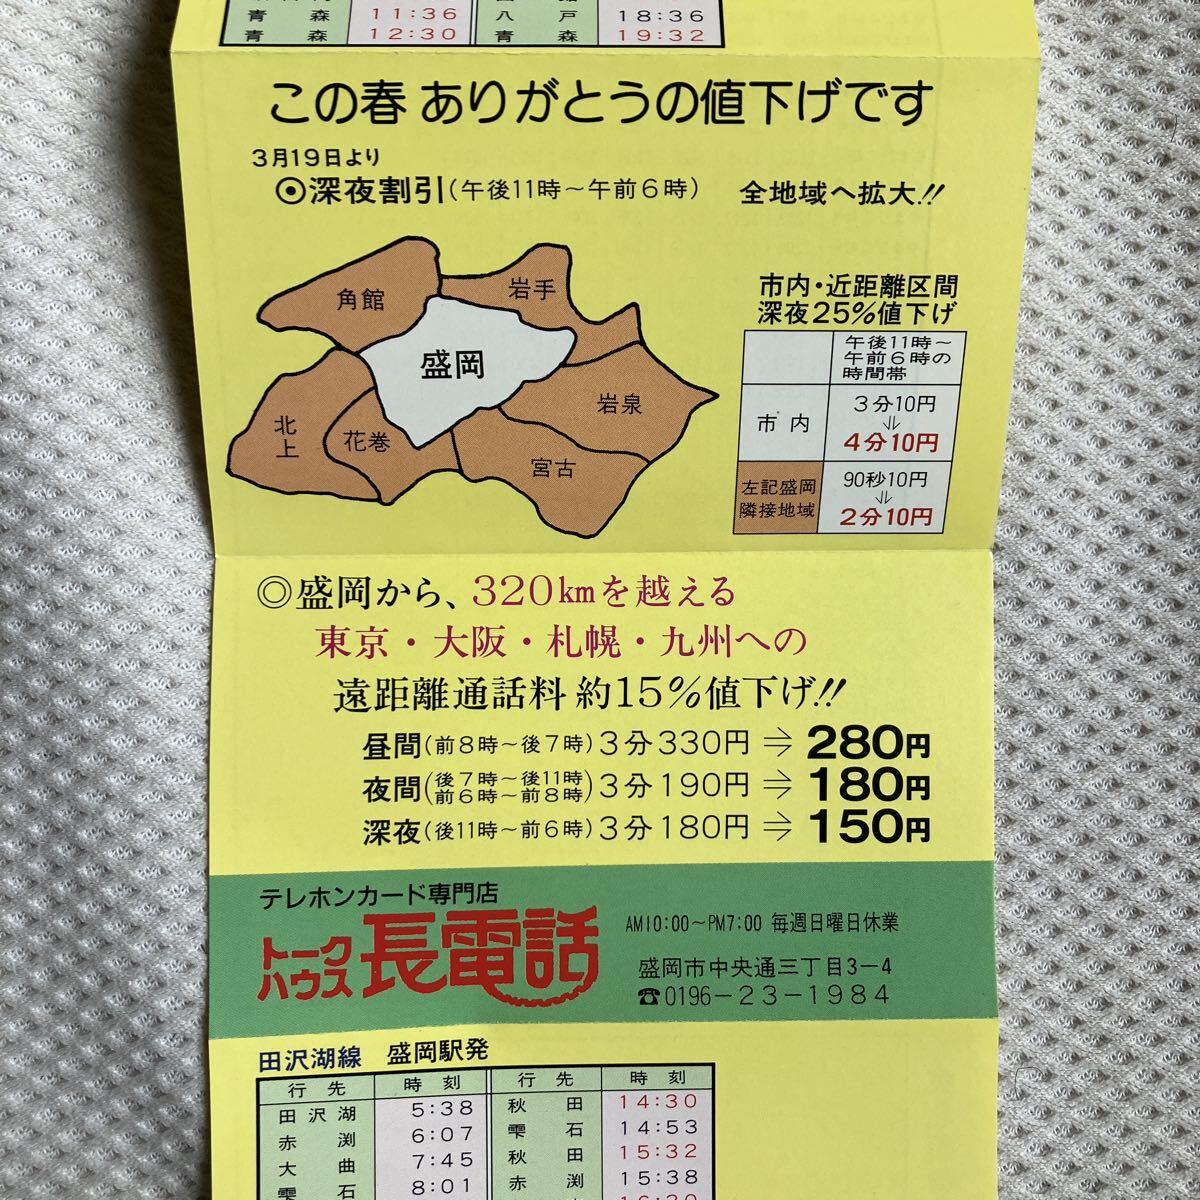 青森 11:36 八戸 18:36
青森 12:30 青森 19:32
この春 ありがとうの値下げです
3月19日より
◉深夜割引(午後11時～午前6時) 全地域へ拡大!!
角館
岩手
盛岡
岩泉
北上
花巻
宮古
市内・近距離区間
深夜25%値下げ
午後11時～
午前6時の
時間帯
市内
3分10円
⇓
4分10円
左記盛岡
隣接地域
90秒10円
⇓
2分10円
◎盛岡から、320㎞を越える
東京・大阪・札幌・九州への
遠距離通話料 約15%値下げ!!
昼間(前8時～後7時)3分330円⇒280円
夜間(後7時～後11時 前6時～前8時)3分190円⇒180円
深夜(後11時～前6時)3分180円⇒150円
テレホンカード専門店
トークハウス 長電話
AM10:00～PM7:00 毎週日曜日休業
盛岡市中央通三丁目3-4
☎0196-23-1984
田沢湖線 盛岡駅発
行先 時刻 行先 時刻
田沢湖 5:38 秋田 14:30
赤渕 6:07 雫石 14:53
大曲 7:45 秋田 15:32
雫石 8:01 赤渕 15:38